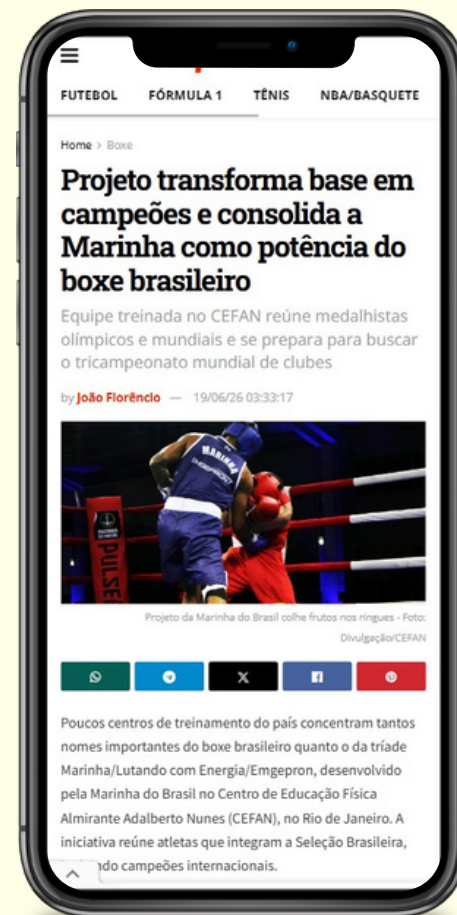 FUTEBOL FÓRMULA 1 TÊNIS NBA/BASQUETE
Home > Boxe
Projeto transforma base em
campeões e consolida a
Marinha como potência do
boxe brasileiro
Equipe treinada no CEFAN reúne medalhistas
olímpicos e mundiais e se prepara para buscar
o tricampeonato mundial de clubes
by João Florêncio — 19/06/26 03:33:17
MARINHA
EMGEPRON
PULSER
Projeto da Marinha do Brasil colhe frutos nos ringues - Foto:
Divulgação/CEFAN
Poucos centros de treinamento do país concentram tantos
nomes importantes do boxe brasileiro quanto o da tríade
Marinha/Lutando com Energia/Emgepron, desenvolvido
pela Marinha do Brasil no Centro de Educação Física
Almirante Adalberto Nunes (CEFAN), no Rio de Janeiro. A
iniciativa reúne atletas que integram a Seleção Brasileira,
campeões internacionais.